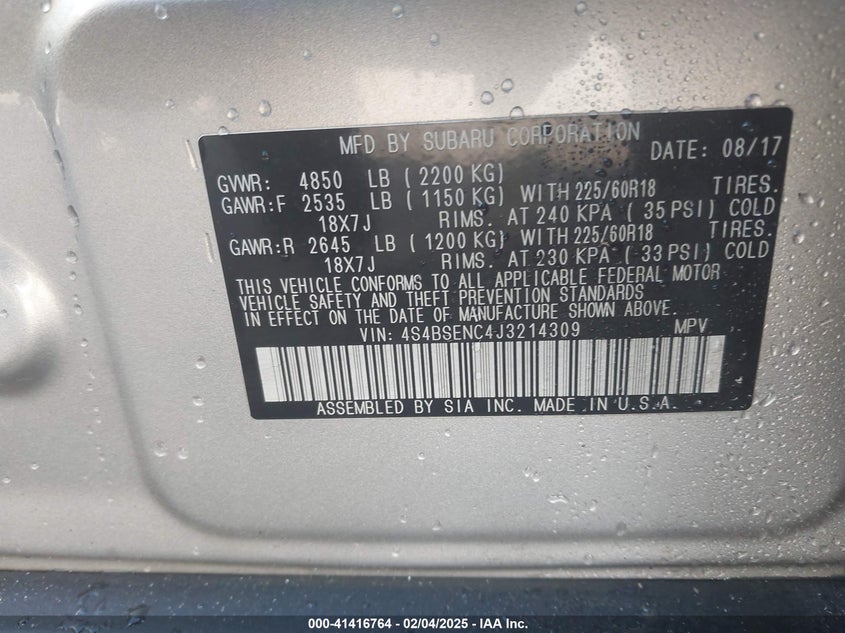 MFD BY SUBARU CORPORATION DATE: 08/17
GVWR: 4850 LB ( 2200 KG)
GAWR:F 2535 LB ( 1150 KG) WITH 225/60R18 TIRES.
18X7J RIMS. AT 240 KPA ( 35 PSI) COLD
GAWR:R 2645 LB ( 1200 KG) WITH 225/60R18 TIRES.
18X7J RIMS. AT 230 KPA ( 33 PSI) COLD
THIS VEHICLE CONFORMS TO ALL APPLICABLE FEDERAL MOTOR
VEHICLE SAFETY AND THEFT PREVENTION STANDARDS
IN EFFECT ON THE DATE OF MANUFACTURE SHOWN ABOVE.
VIN: 4S4BSENC4J3214309 MPV
ASSEMBLED BY SIA INC. MADE IN U.S.A.
000-41416764 - 02/04/2025 - IAA Inc.